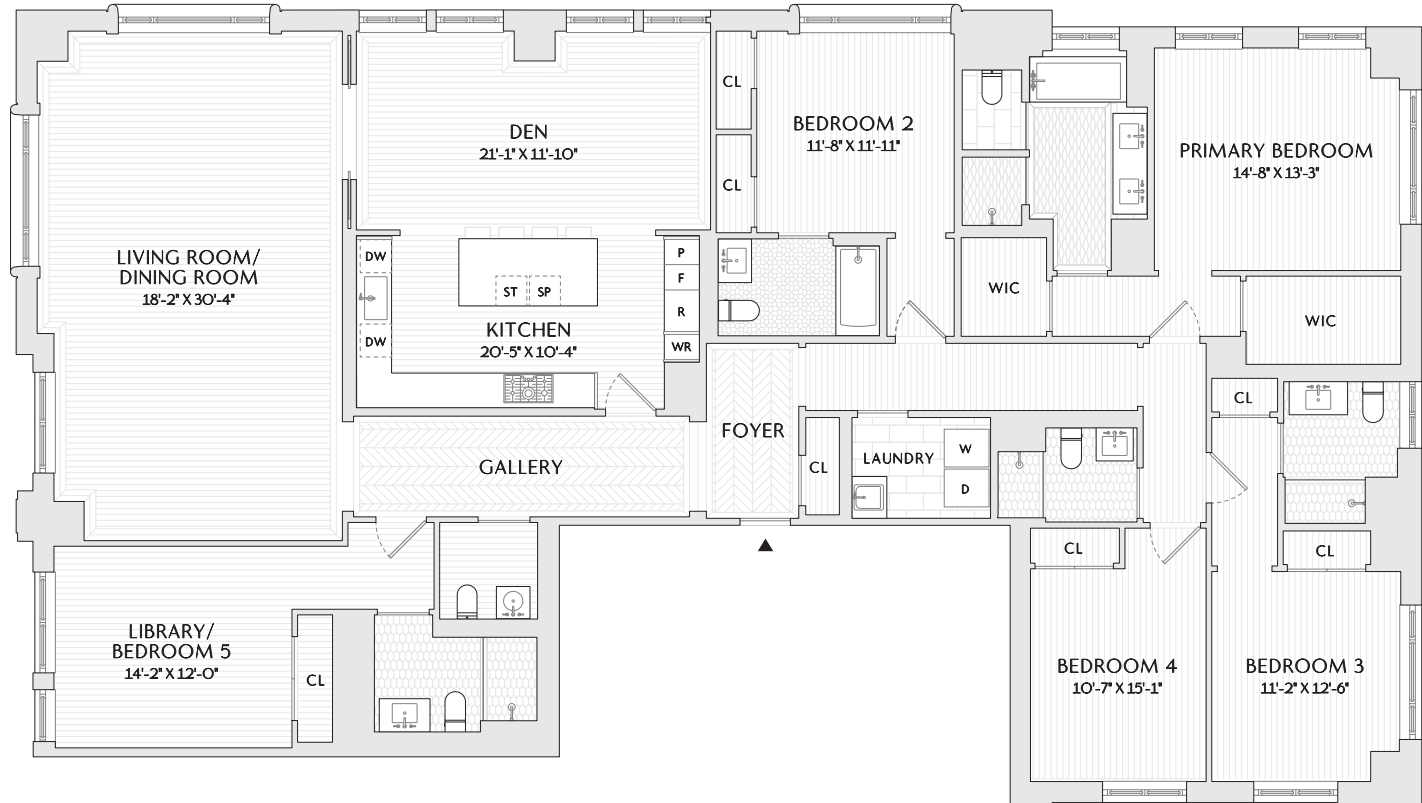 CL
CL
DEN
21'-1" X 11'-10"
BEDROOM 2
11'-8" X 11'-11"
PRIMARY BEDROOM
14'-8" X 13'-3"
LIVING ROOM/
DINING ROOM
18'-2" X 30'-4"
DW
DW
ST SP
P
F
R
WR
KITCHEN
20'-5" X 10'-4"
WIC
WIC
FOYER
GALLERY
CL
LAUNDRY
W
D
CL
CL
CL
LIBRARY/
BEDROOM 5
14'-2" X 12'-0"
CL
BEDROOM 4
10'-7" X 15'-1"
BEDROOM 3
11'-2" X 12'-6"